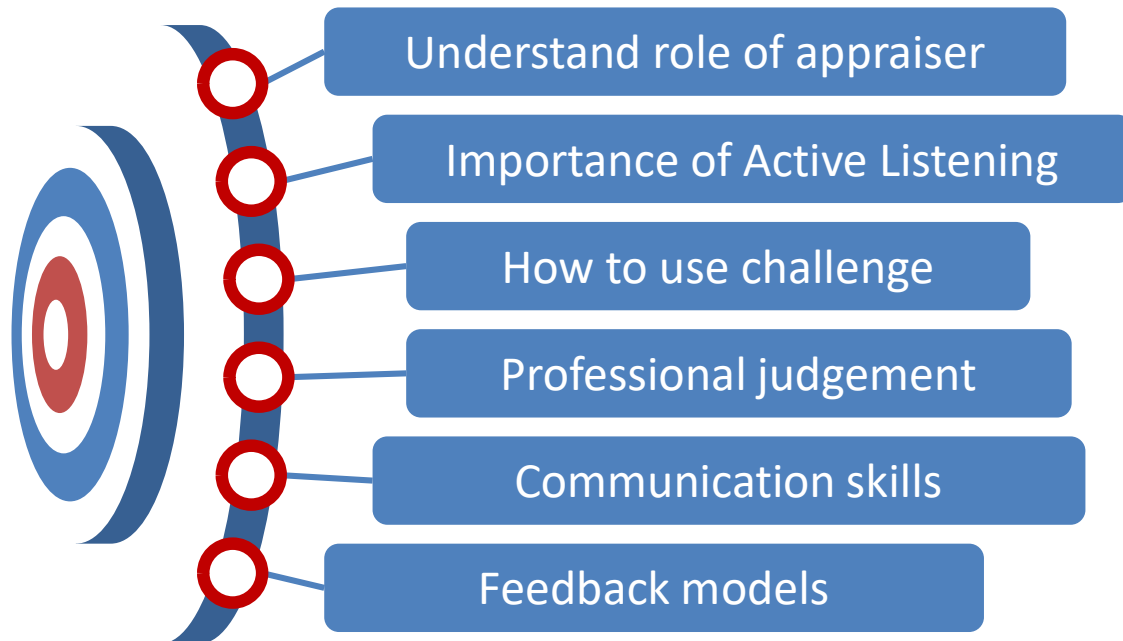 Understand role of appraiser
Importance of Active Listening
How to use challenge
Professional judgement
Communication skills
Feedback models